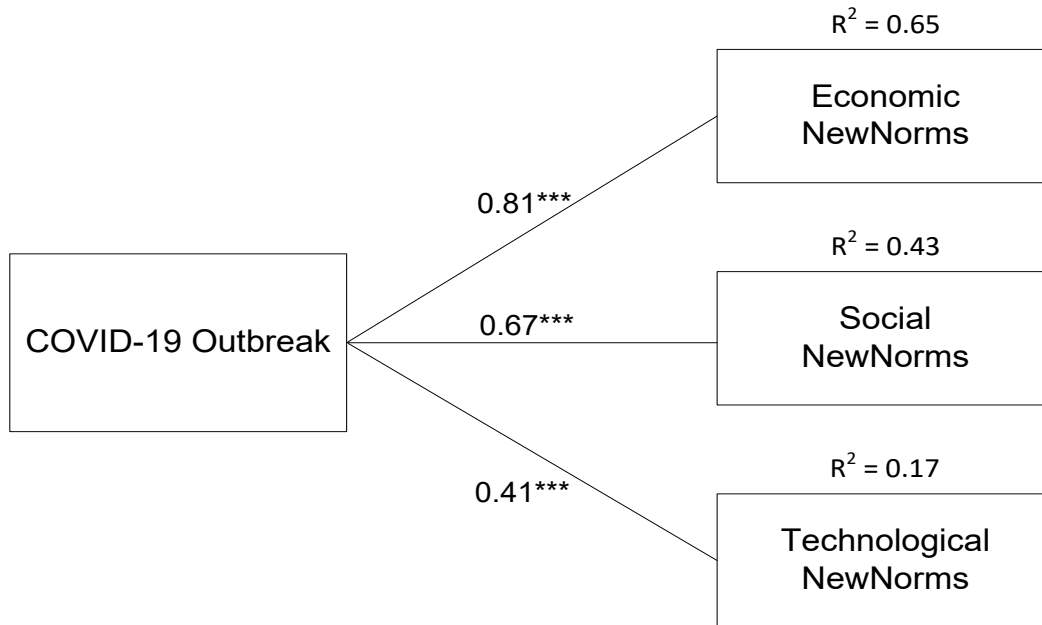 R² = 0.65
Economic
NewNorms
0.81***
R² = 0.43
COVID-19 Outbreak
0.67***
Social
NewNorms
R² = 0.17
0.41***
Technological
NewNorms